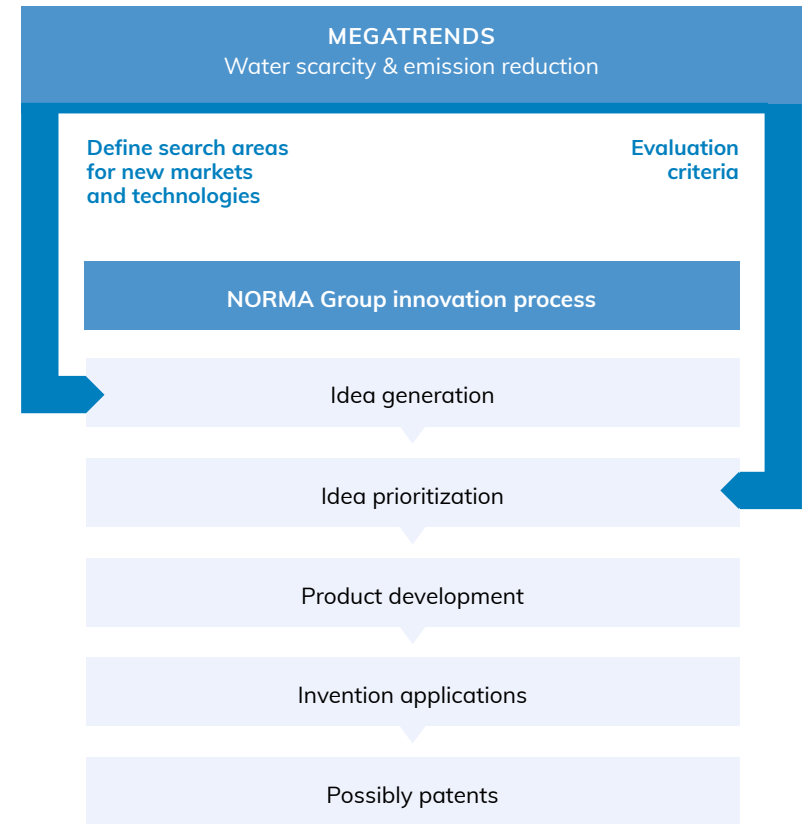 MEGATRENDS
Water scarcity & emission reduction
Define search areas
for new markets
and technologies
Evaluation
criteria
NORMA Group innovation process
Idea generation
Idea prioritization
Product development
Invention applications
Possibly patents